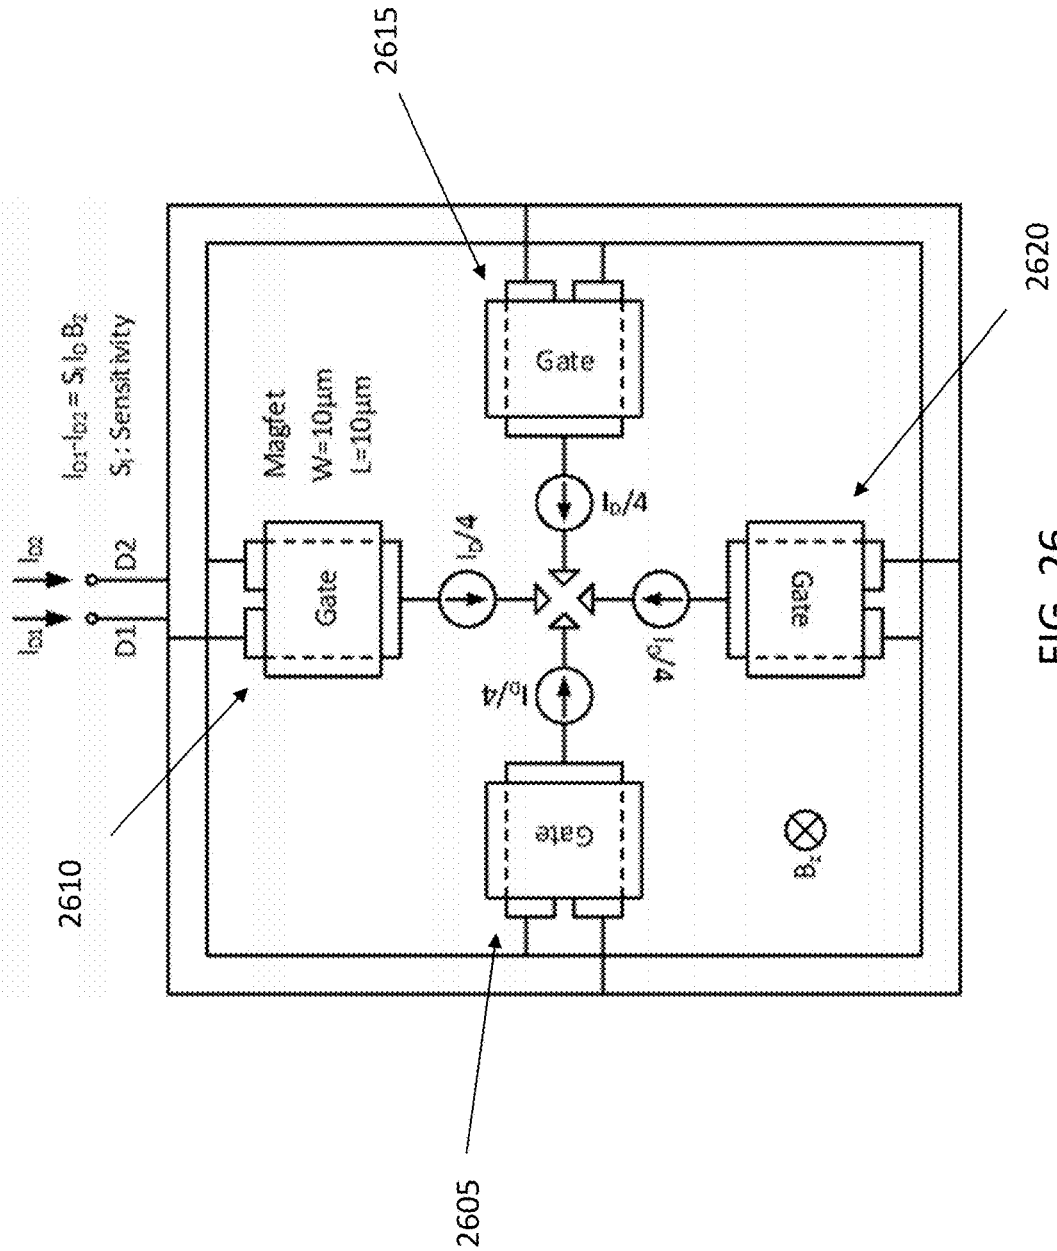 2615
2610
I_D1
I_D2
I_D1-I_D2 = S_I I_D B_Z
S_I: Sensitivity
D1
D2
Magfet
W=10µm
L=10µm
Gate
Gate
I_D/4
I_D/4
I_D/4
I_D/4
Gate
Gate
B_Z
2605
2620
FIG. 26